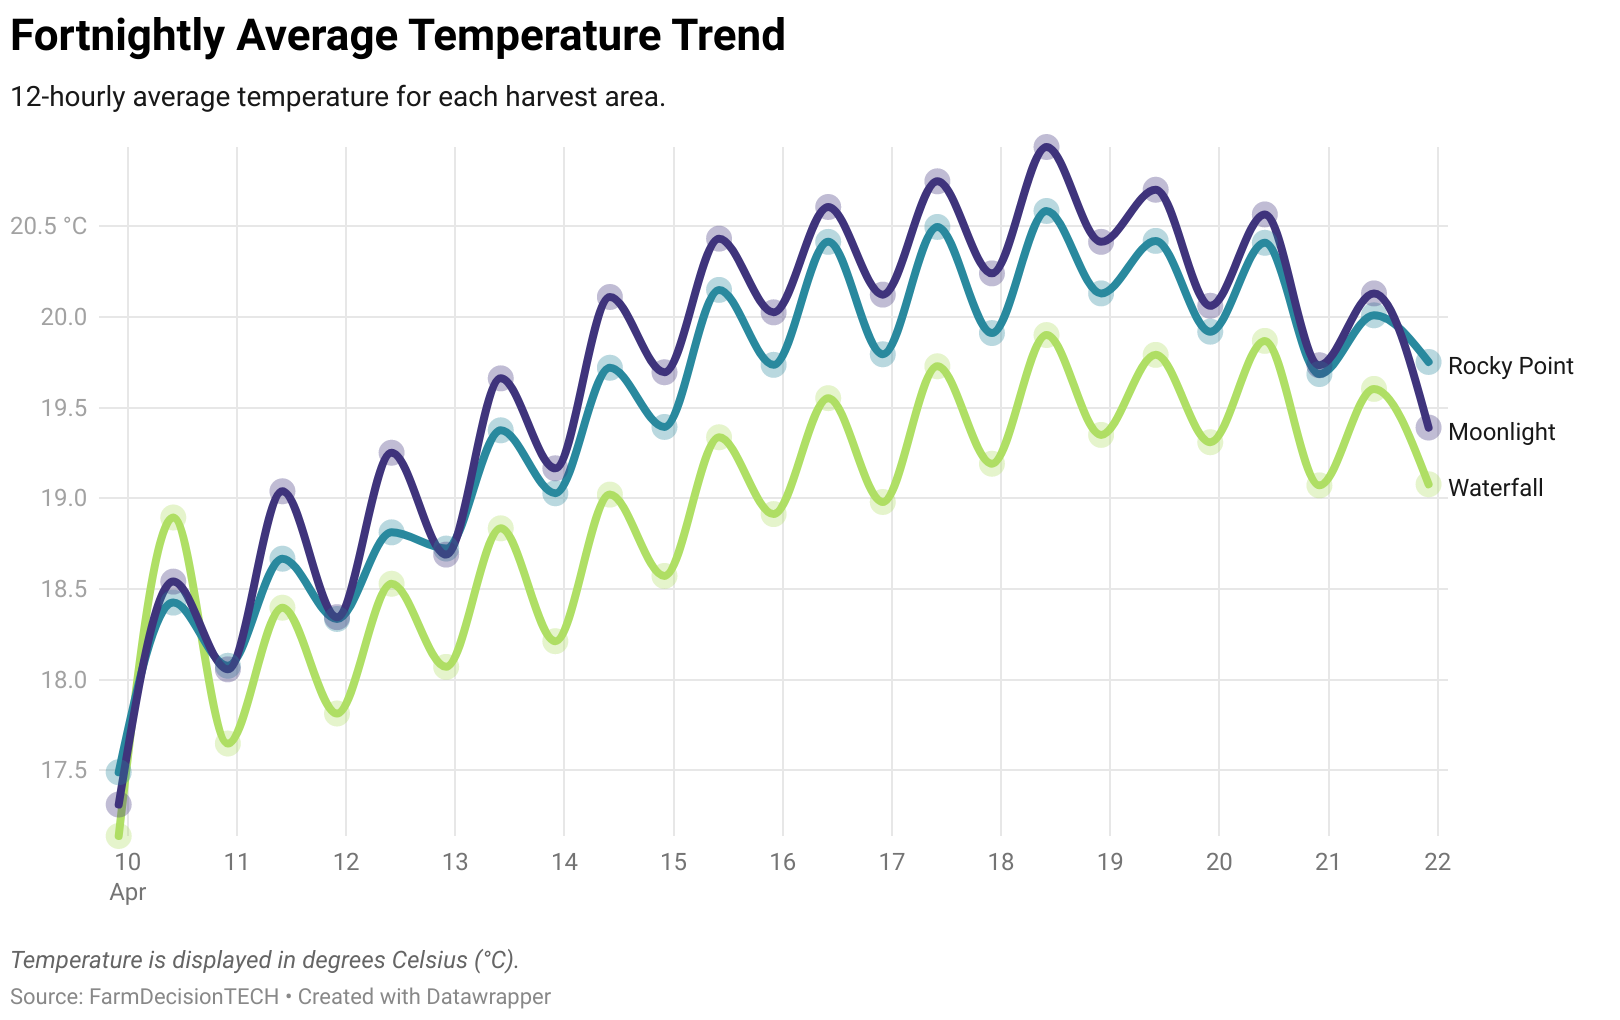 Fortnightly Average Temperature Trend
12-hourly average temperature for each harvest area.
20.5 °C
20.0
19.5
19.0
18.5
18.0
17.5
Rocky Point
Moonlight
Waterfall
10 11 12 13 14 15 16 17 18 19 20 21 22
Apr
Temperature is displayed in degrees Celsius (°C).
Source: FarmDecisionTECH • Created with Datawrapper